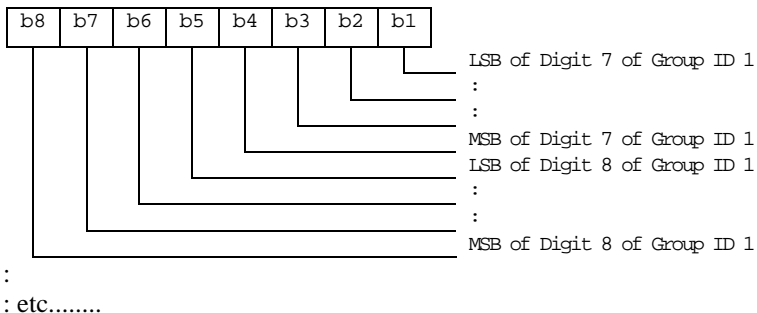 b8 b7 b6 b5 b4 b3 b2 b1
LSB of Digit 7 of Group ID 1
:
:
MSB of Digit 7 of Group ID 1
LSB of Digit 8 of Group ID 1
:
:
MSB of Digit 8 of Group ID 1
:
: etc........